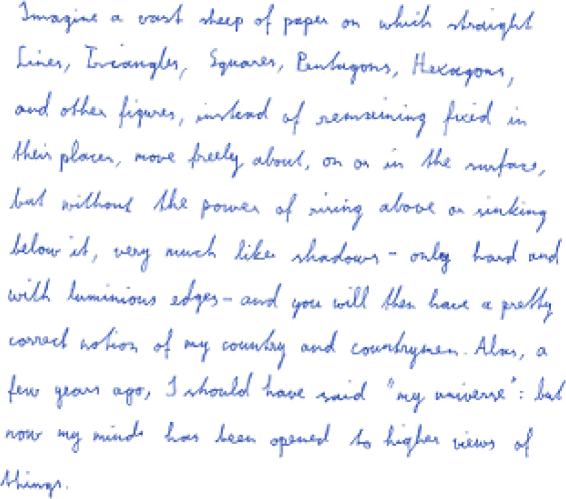 Imagine a vast sheep of paper on which straight
Lines, Triangles, Squares, Pentagons, Hexagons,
and other figures, instead of remaining fixed in
their places, move freely about, on or in the surface,
but without the power of rising above or sinking
below it, very much like shadows - only hard and
with luminious edges - and you will then have a pretty
correct notion of my country and countrymen. Alas, a
few years ago, I should have said "my universe": but
now my mind has been opened to higher views of
things.